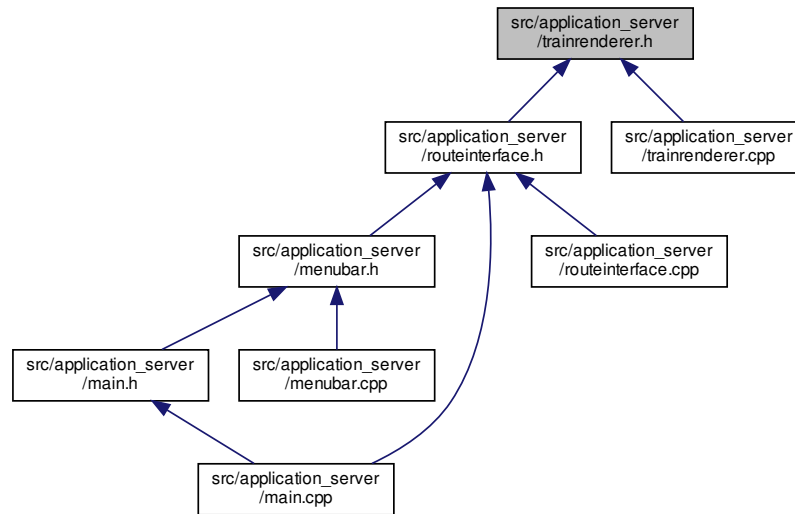 src/application_server
/trainrenderer.h
src/application_server
/routeinterface.h
src/application_server
/trainrenderer.cpp
src/application_server
/menubar.h
src/application_server
/routeinterface.cpp
src/application_server
/main.h
src/application_server
/menubar.cpp
src/application_server
/main.cpp